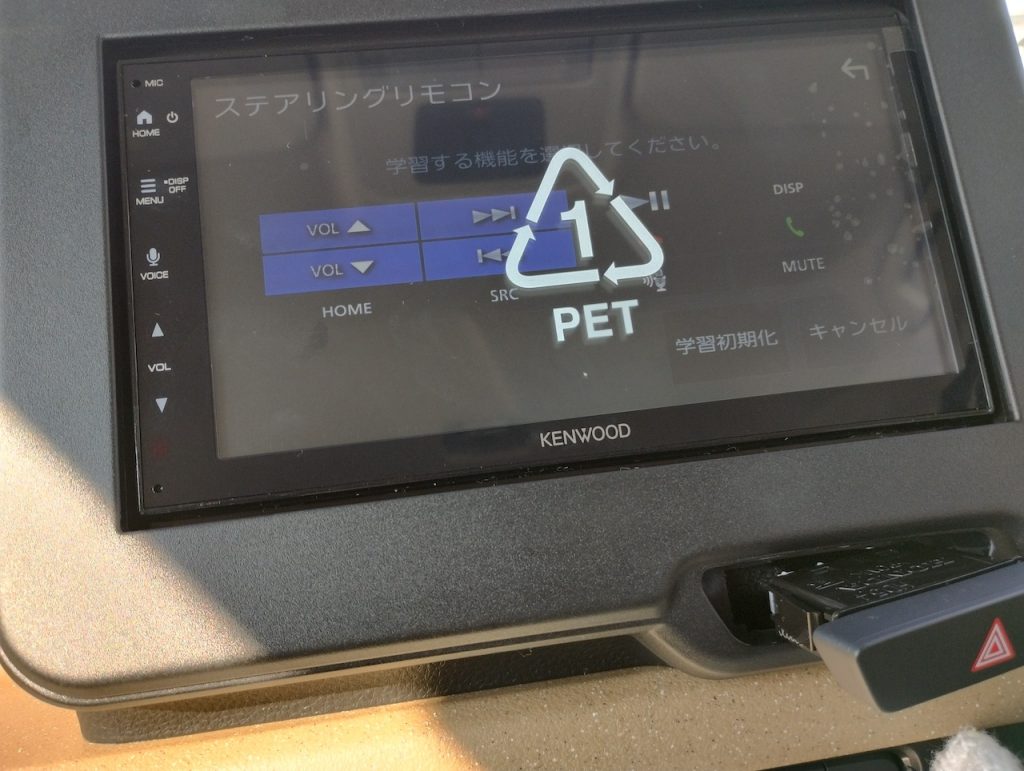 MIC
HOME
MENU
DISP OFF
VOICE
VOL
ステアリングリモコン
学習する機能を選択してください。
VOL
VOL
HOME
SRC
DISP
MUTE
学習初期化
キャンセル
1
PET
KENWOOD